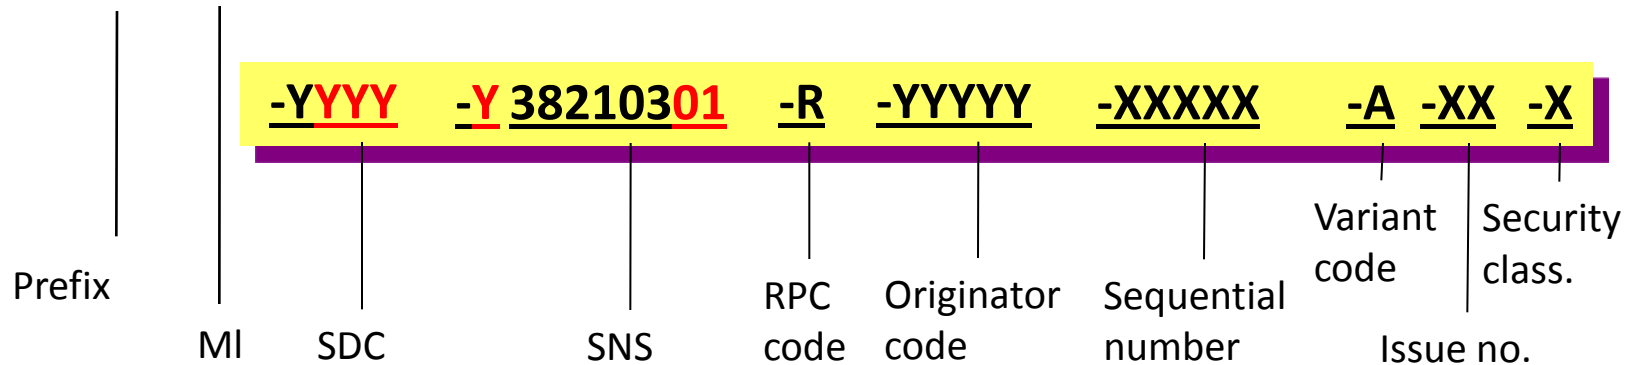 -YYYY -Y 38210301 -R -YYYYY -XXXXX -A -XX -X
Prefix
MI
SDC
SNS
RPC
code
Originator
code
Sequential
number
Variant
code
Issue no.
Security
class.